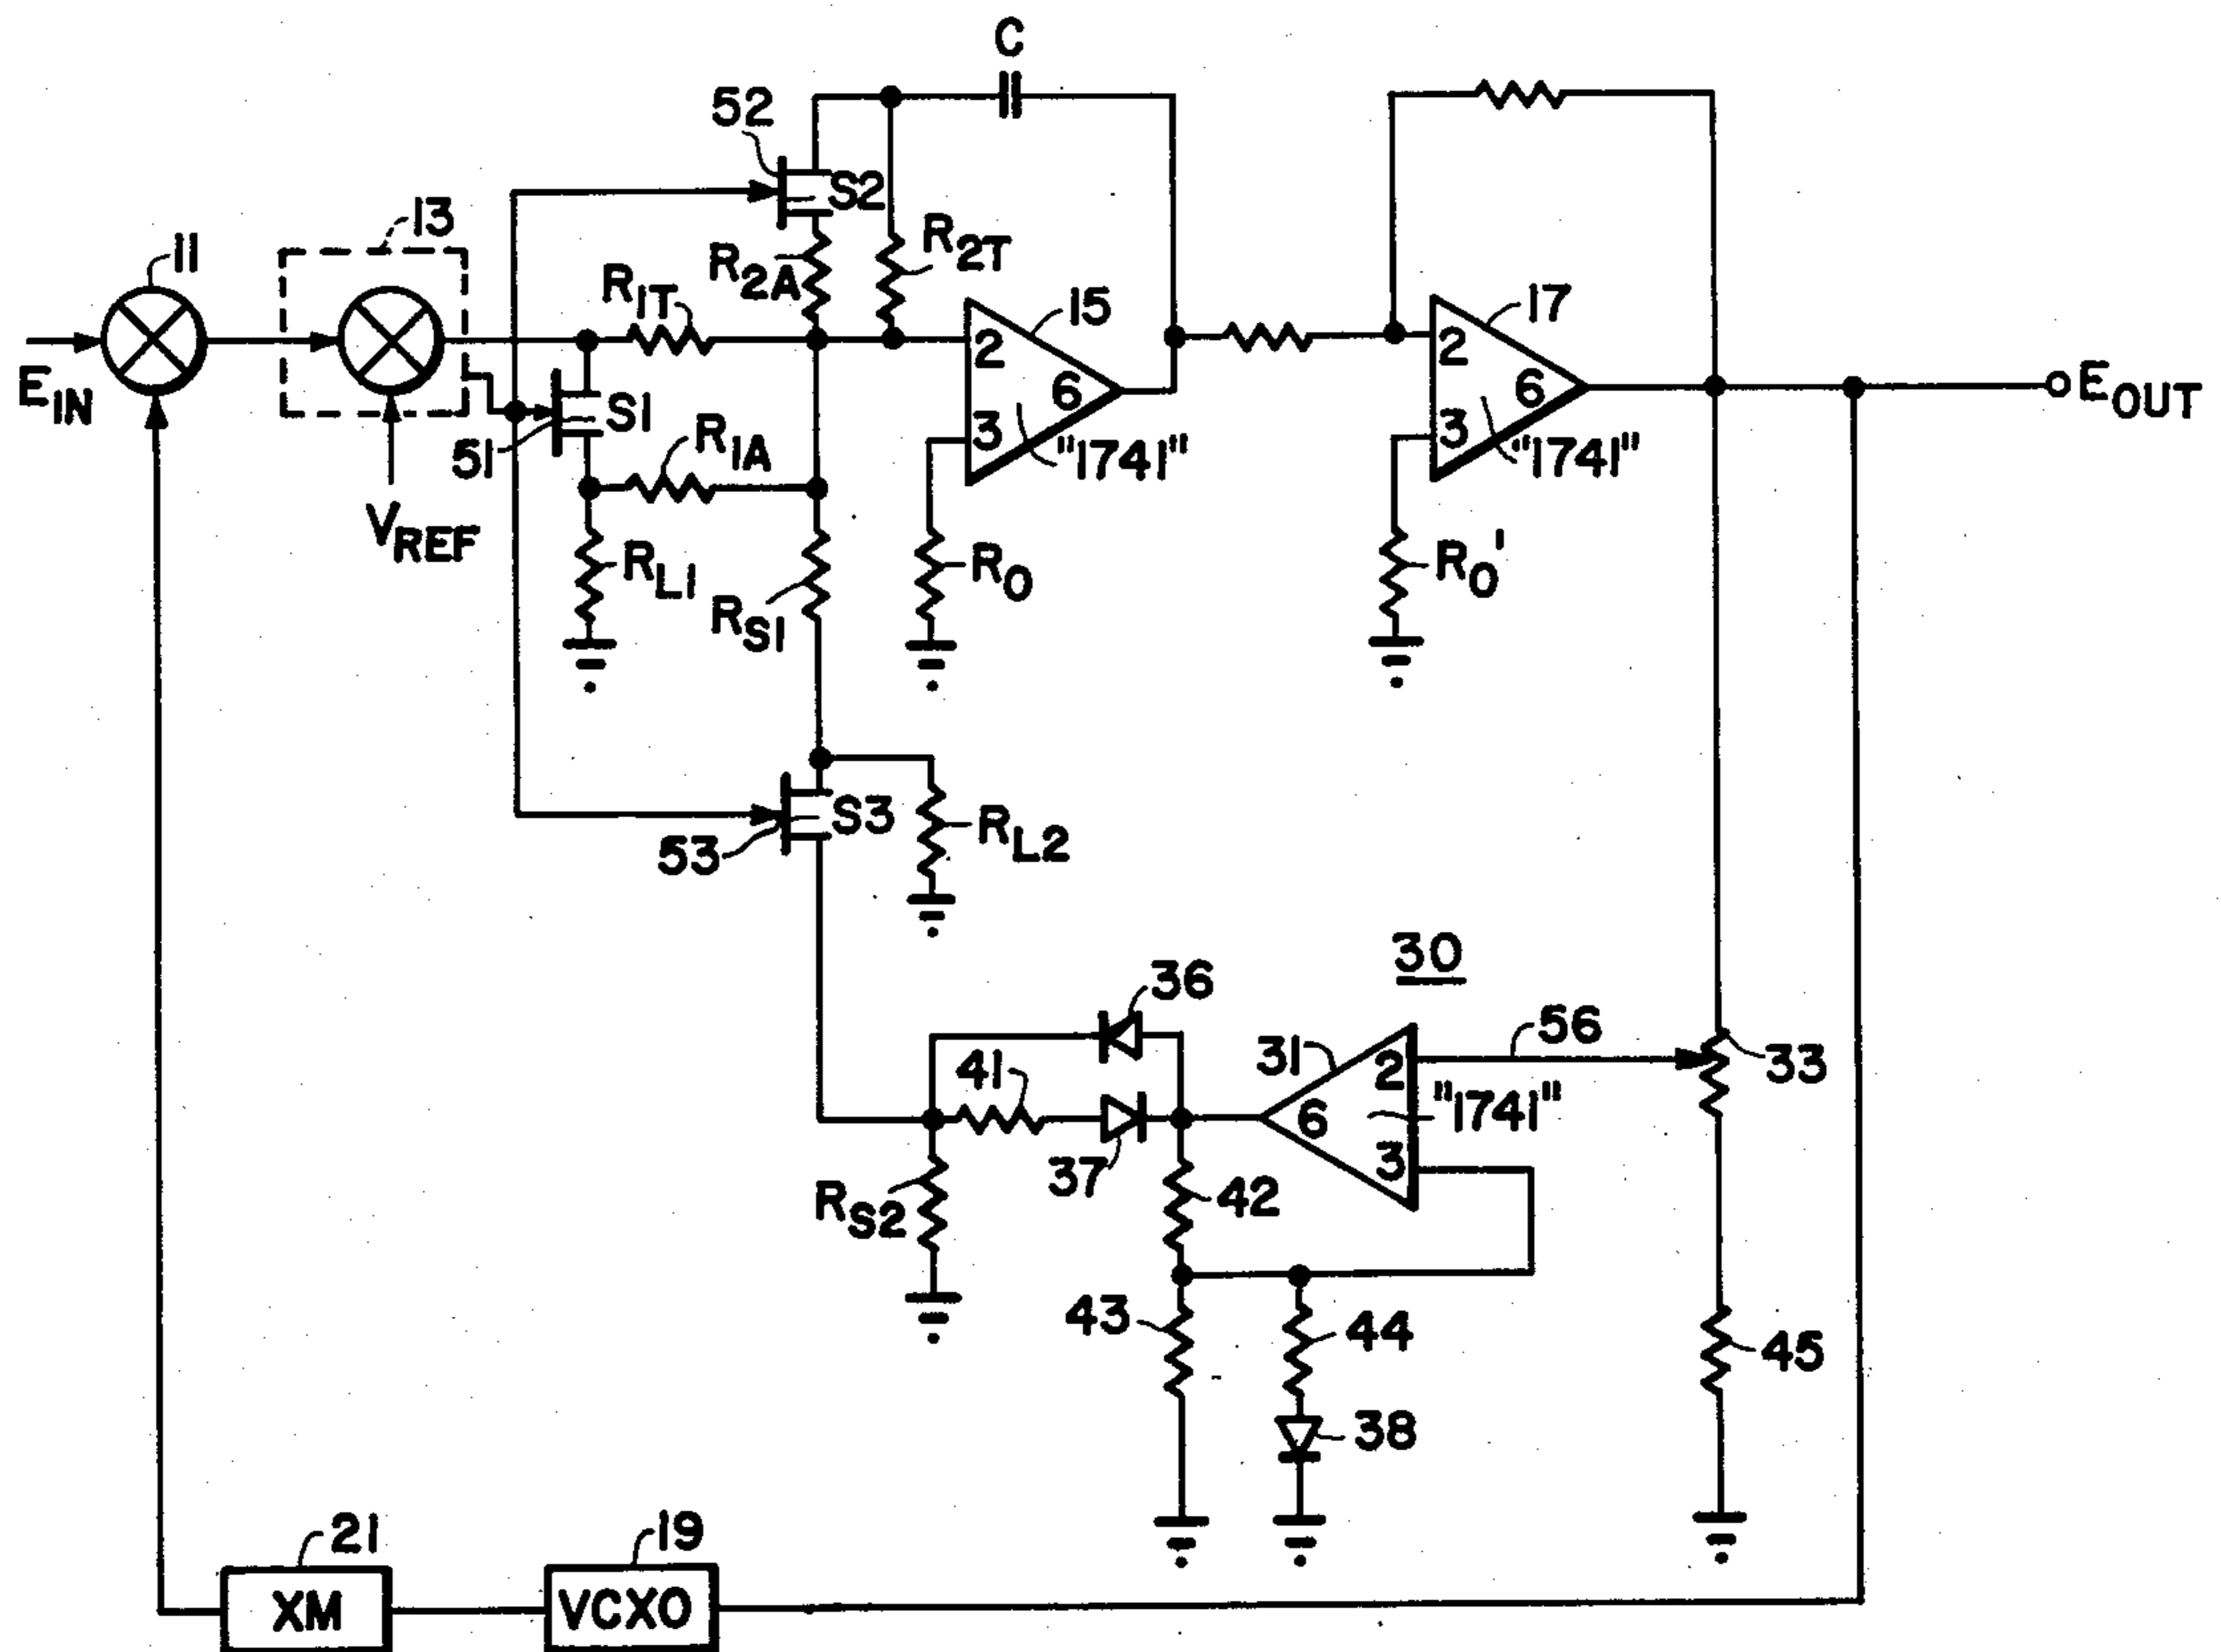 C
52
S2
13
11
R2A
R2T
R1T
15
17
2
6
3
"1741"
2
6
3
"1741"
EIN
EOUT
S1
51
R1A
VREF
RL1
RS1
RO
RO'
S3
53
RL2
30
36
56
31
2
33
41
6
"1741"
3
37
RS2
42
43
44
45
38
21
19
XM
VCXO